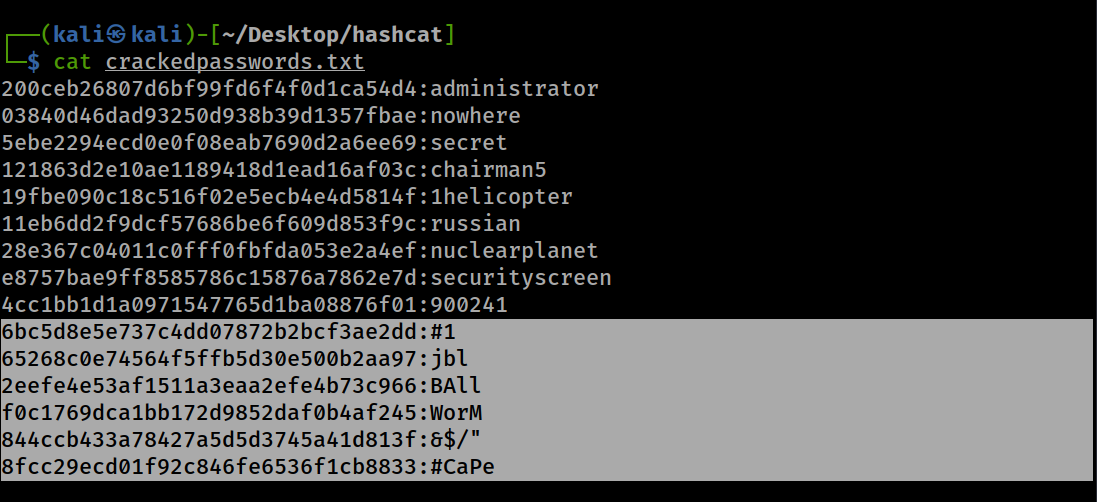 ┌──(kali㉿kali)-[~/Desktop/hashcat]
└─$ cat crackedpasswords.txt
200ceb26807d6bf99fd6f4f0d1ca54d4:administrator
03840d46dad93250d938b39d1357fbae:nowhere
5ebe2294ecd0e0f08eab7690d2a6ee69:secret
121863d2e10ae1189418d1ead16af03c:chairman5
19fbe090c18c516f02e5ecb4e4d5814f:1helicopter
11eb6dd2f9dcf57686be6f609d853f9c:russian
28e367c04011c0fff0fbfda053e2a4ef:nuclearplanet
e8757bae9ff8585786c15876a7862e7d:securityscreen
4cc1bb1d1a0971547765d1ba08876f01:900241
6bc5d8e5e737c4dd07872b2bcf3ae2dd:#1
65268c0e74564f5ffb5d30e500b2aa97:jbl
2eefe4e53af1511a3eaa2efe4b73c966:BAll
f0c1769dca1bb172d9852daf0b4af245:WorM
844ccb433a78427a5d5d3745a41d813f:&$/"
8fcc29ecd01f92c846fe6536f1cb8833:#CaPe